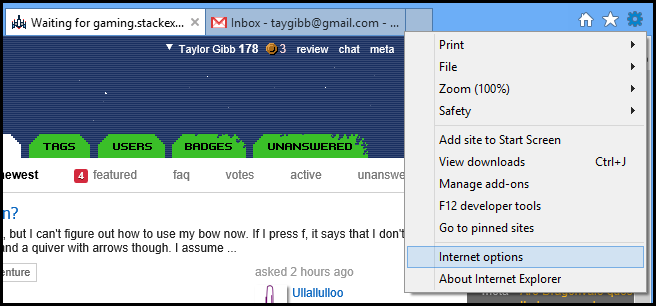 Waiting for gaming.stackex...
Inbox - taygibb@gmail.com - ...
Taylor Gibb 178 3 review chat meta
TAGS USERS BADGES UNANSWERED
newest 4 featured faq votes active unanswered
n?
, but I can't figure out how to use my bow now. If I press f, it says that I don't
and a quiver with arrows though. I assume ...
enture
asked 2 hours ago
Ullallulloo
Print
File
Zoom (100%)
Safety
Add site to Start Screen
View downloads Ctrl+J
Manage add-ons
F12 developer tools
Go to pinned sites
Internet options
About Internet Explorer